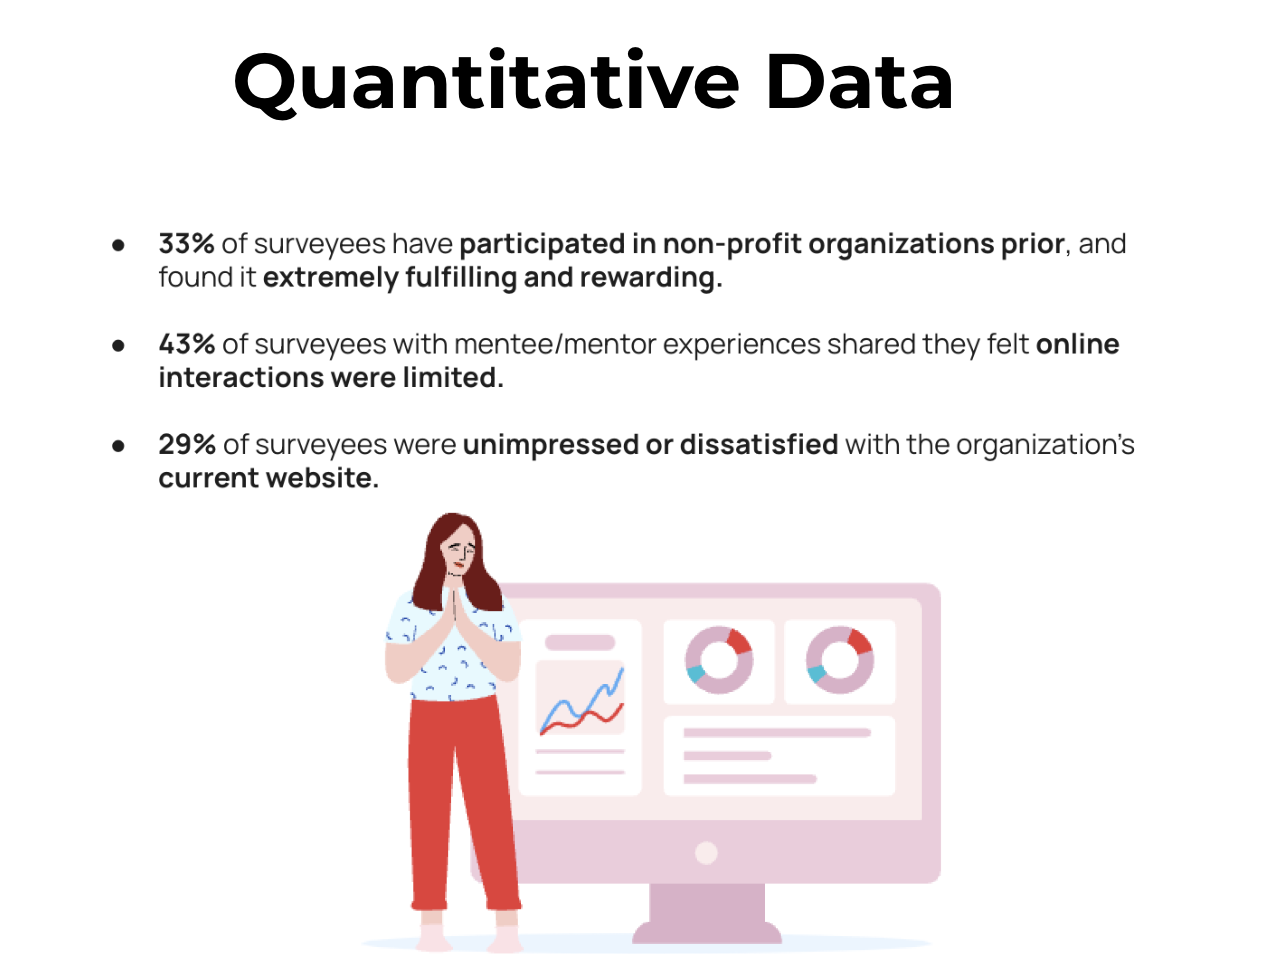 Quantitative Data
● 33% of surveyees have participated in non-profit organizations prior, and
found it extremely fulfilling and rewarding.
● 43% of surveyees with mentee/mentor experiences shared they felt online
interactions were limited.
● 29% of surveyees were unimpressed or dissatisfied with the organization’s
current website.